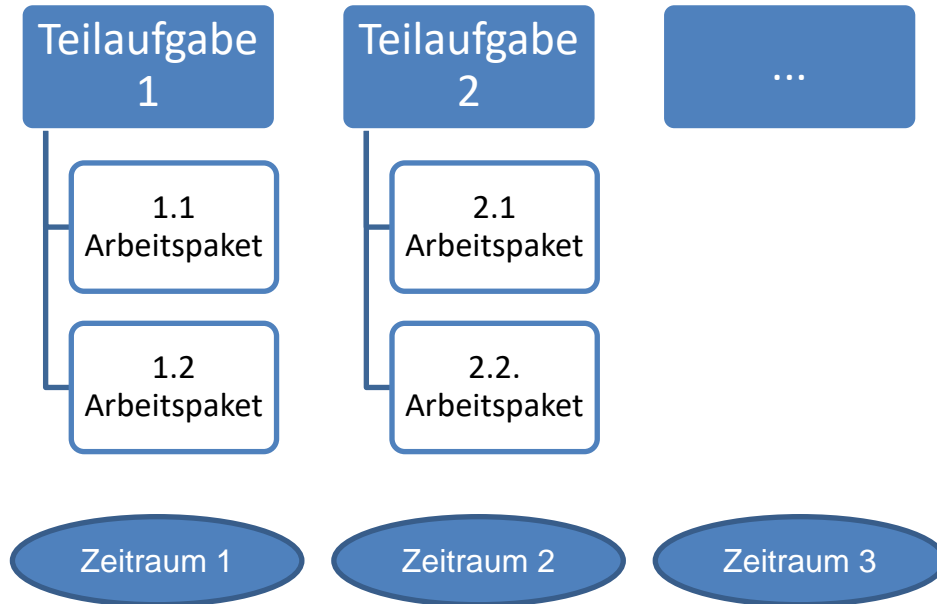 Teilaufgabe
1
Teilaufgabe
2
...
1.1
Arbeitspaket
2.1
Arbeitspaket
1.2
Arbeitspaket
2.2.
Arbeitspaket
Zeitraum 1
Zeitraum 2
Zeitraum 3